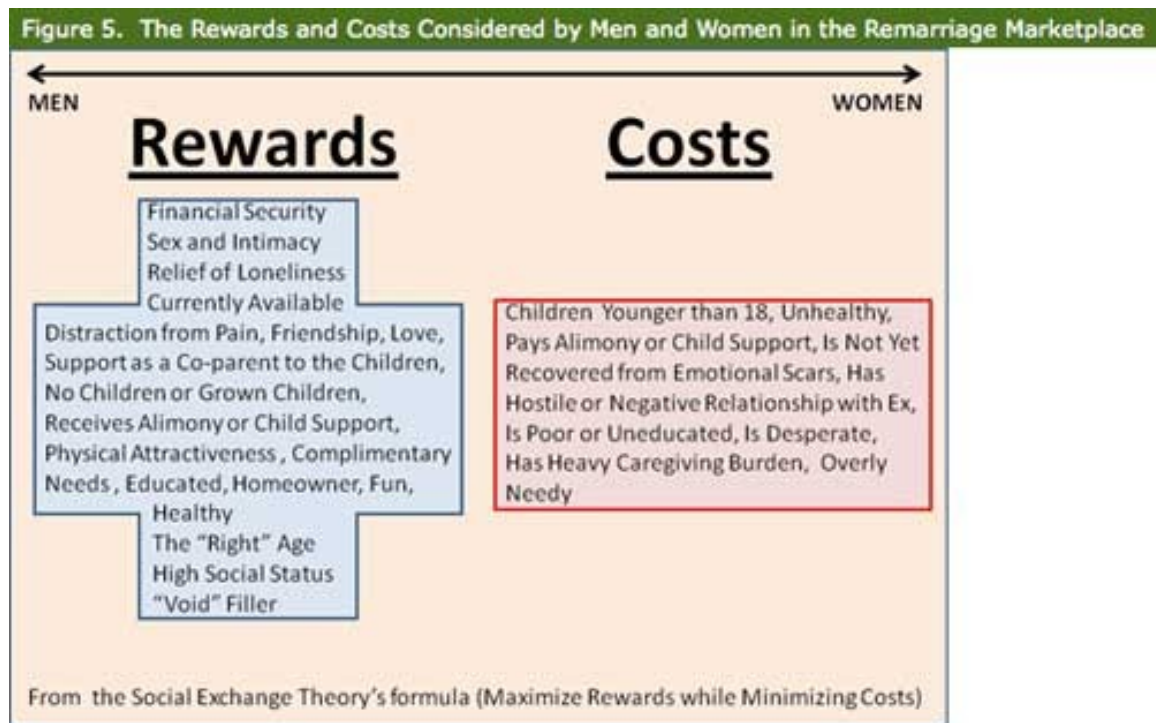 Figure 5.  The Rewards and Costs Considered by Men and Women in the Remarriage Marketplace
MEN
WOMEN
Rewards
Costs
Financial Security
Sex and Intimacy
Relief of Loneliness
Currently Available
Distraction from Pain, Friendship, Love,
Support as a Co-parent to the Children,
No Children or Grown Children,
Receives Alimony or Child Support,
Physical Attractiveness , Complimentary
Needs , Educated, Homeowner, Fun,
Healthy
The “Right” Age
High Social Status
“Void” Filler
Children Younger than 18, Unhealthy,
Pays Alimony or Child Support, Is Not Yet
Recovered from Emotional Scars, Has
Hostile or Negative Relationship with Ex,
Is Poor or Uneducated, Is Desperate,
Has Heavy Caregiving Burden, Overly
Needy
From the Social Exchange Theory’s formula (Maximize Rewards while Minimizing Costs)